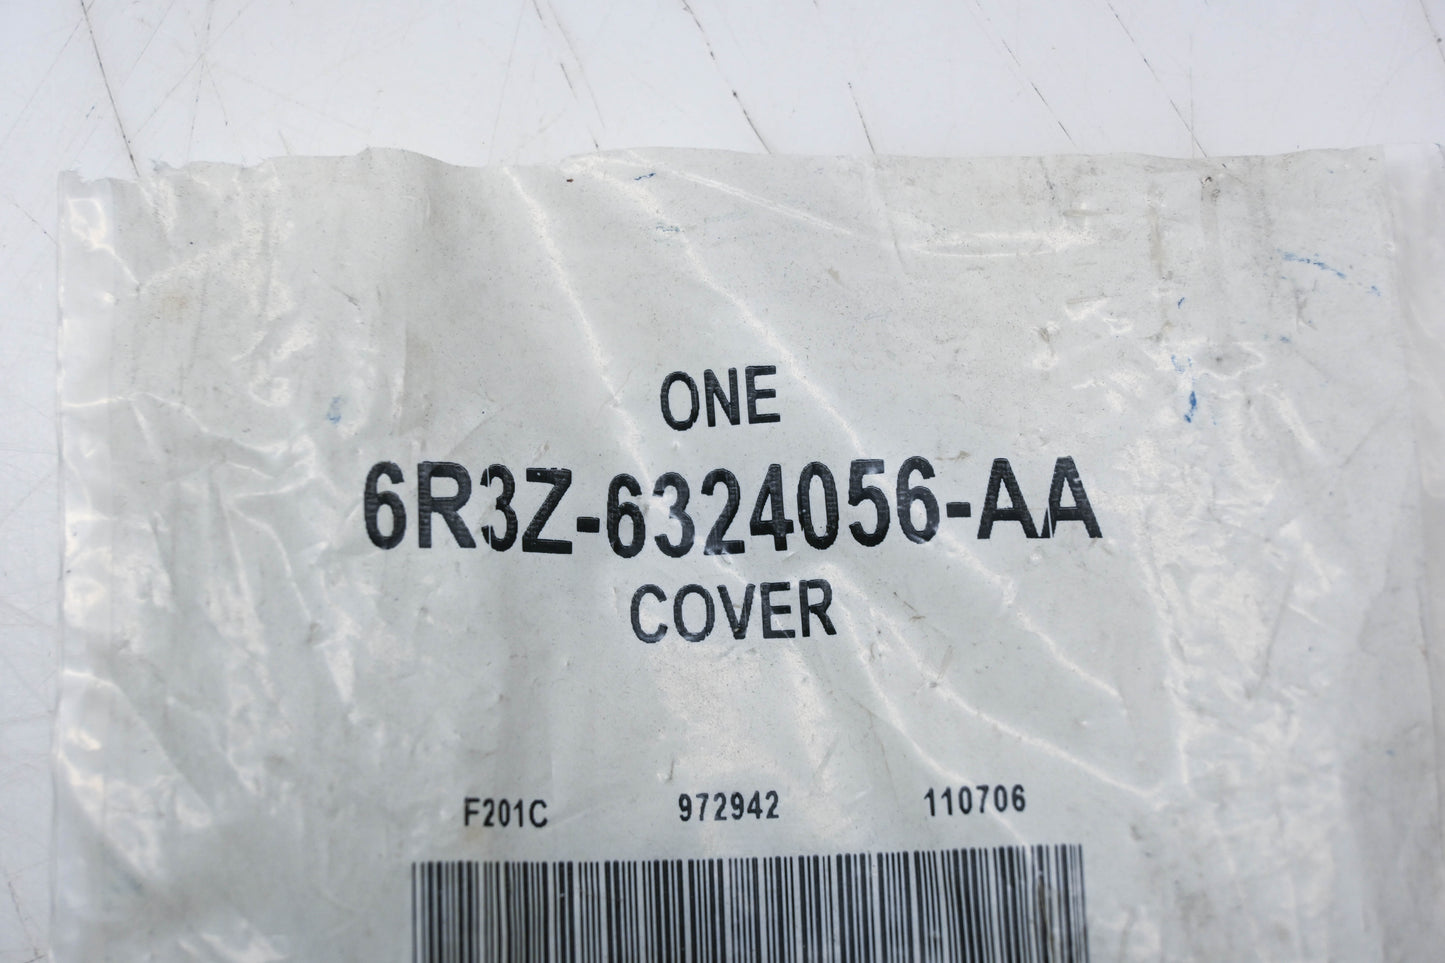 ONE
6R3Z-6324056-AA
COVER
F201C 972942 110706